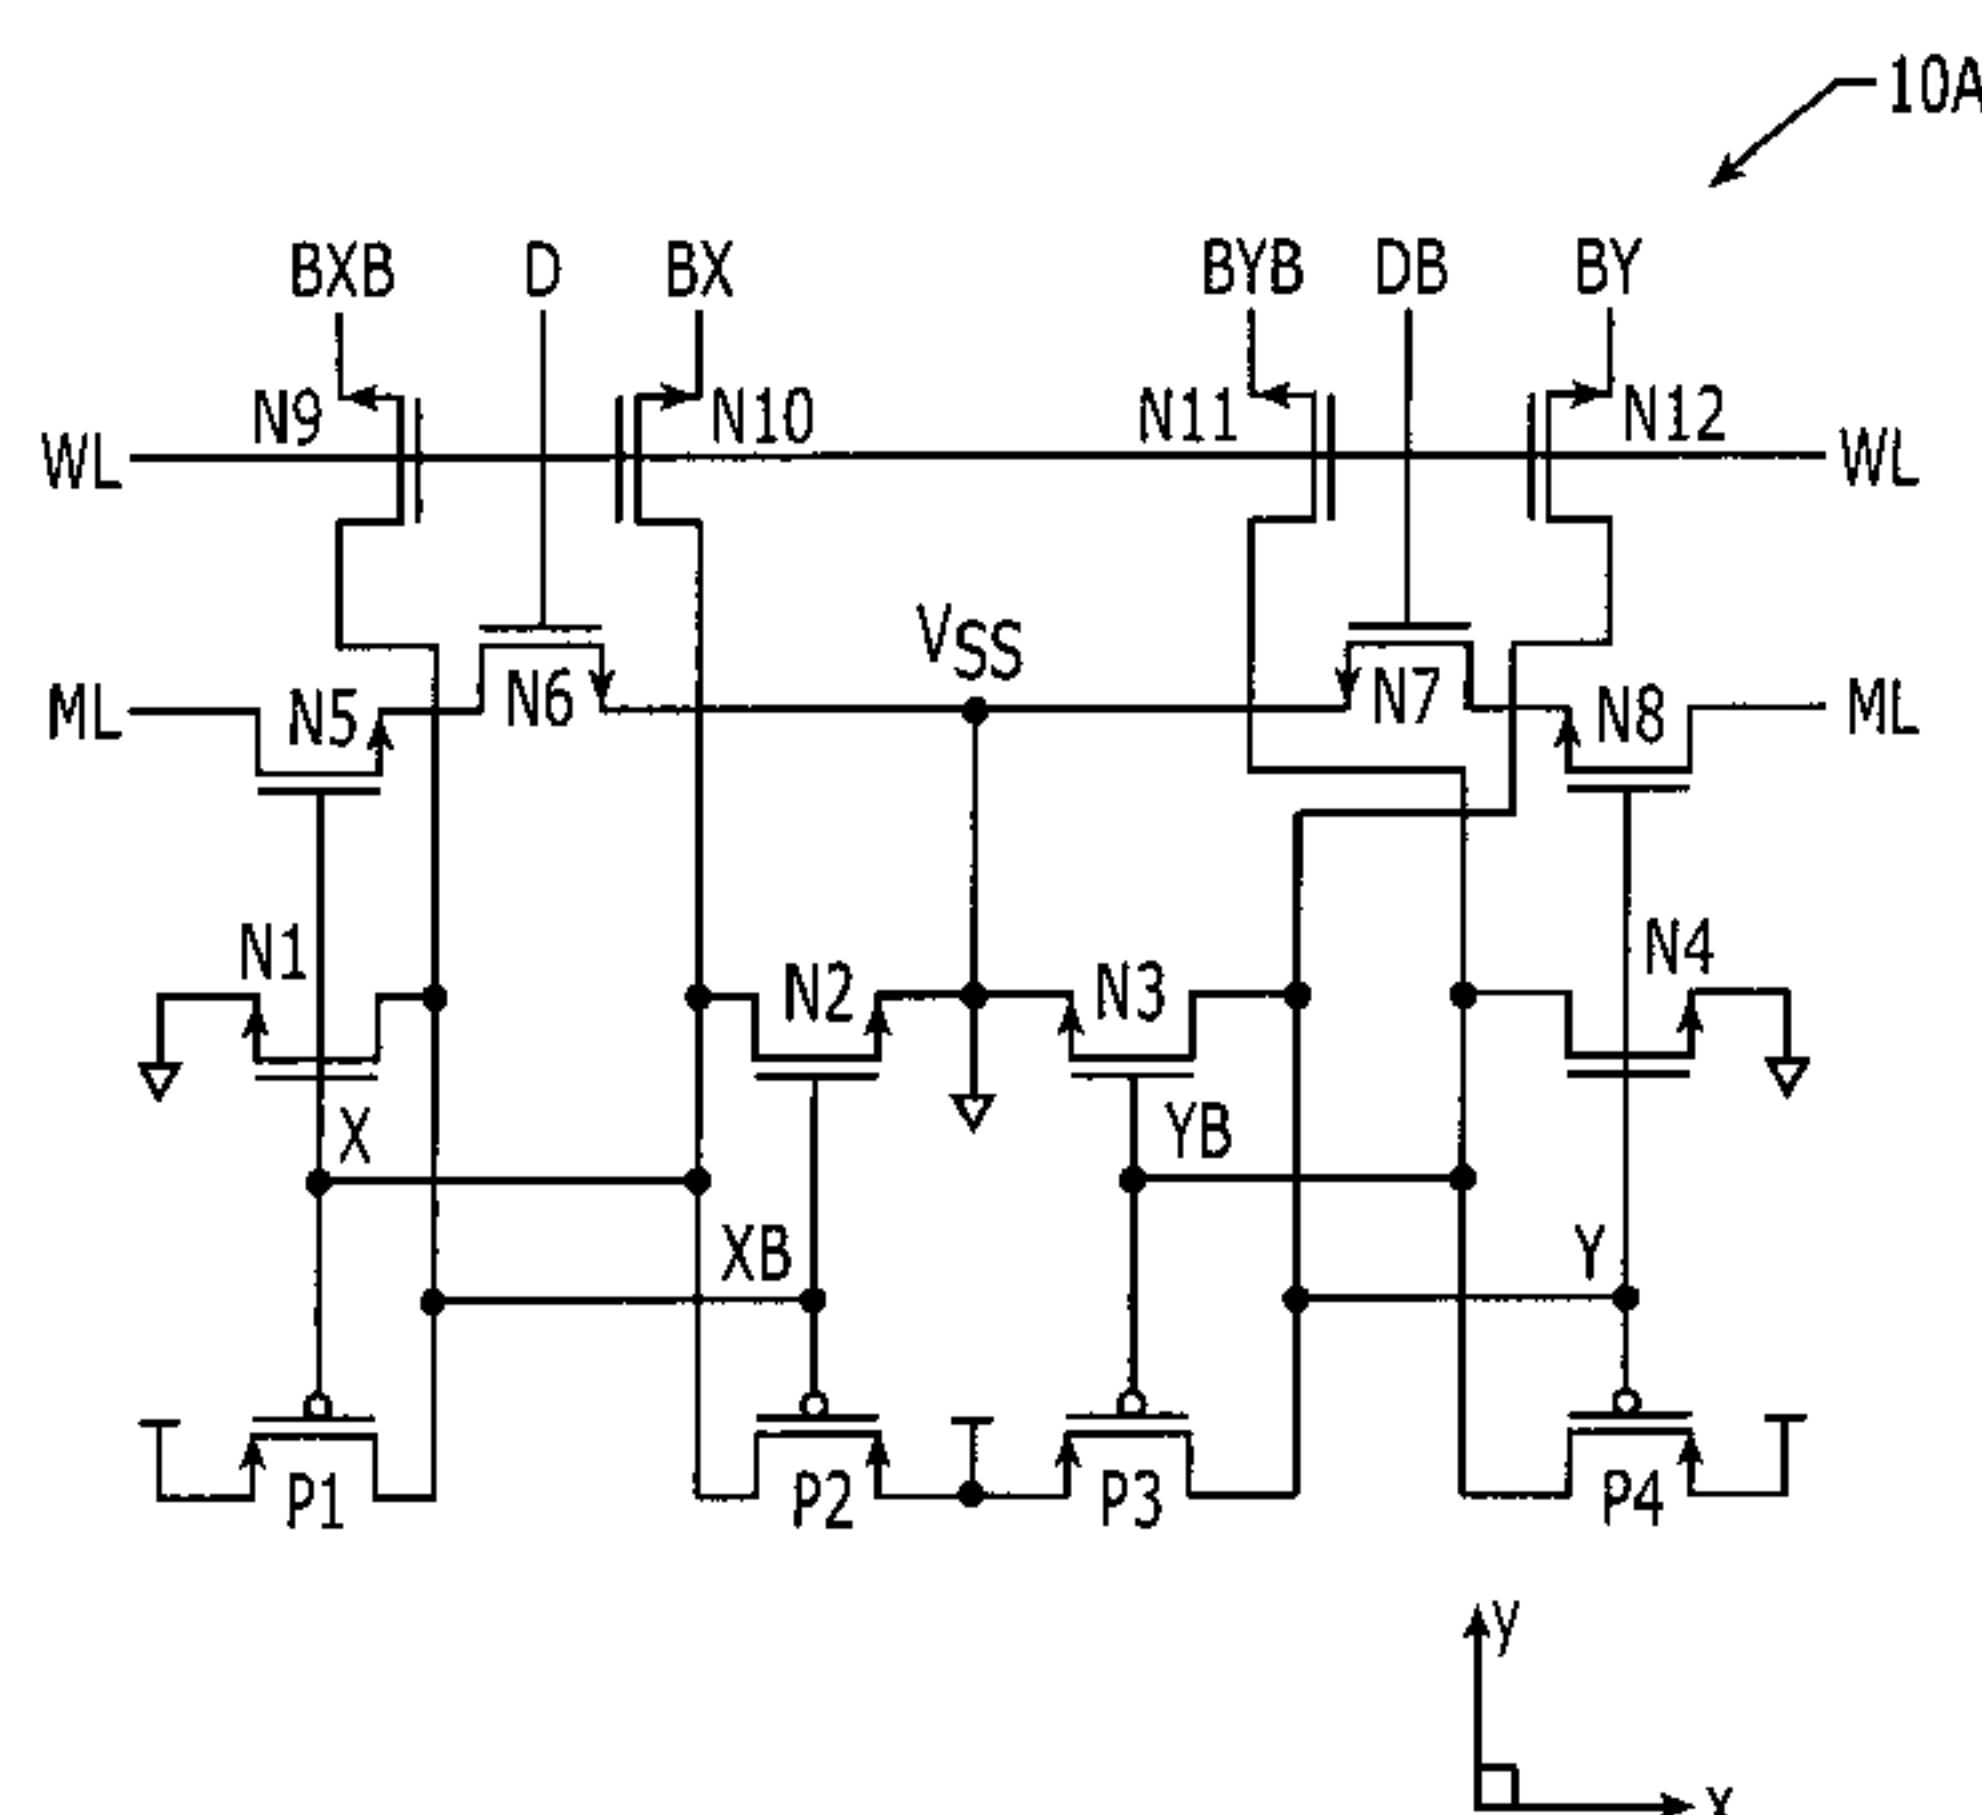 10A
BXB D BX BYB DB BY
N9 N10 N11 N12
WL WL
VSS
ML N5 N6 N7 N8 ML
N1 N2 N3 N4
X YB
XB Y
P1 P2 P3 P4
y
x